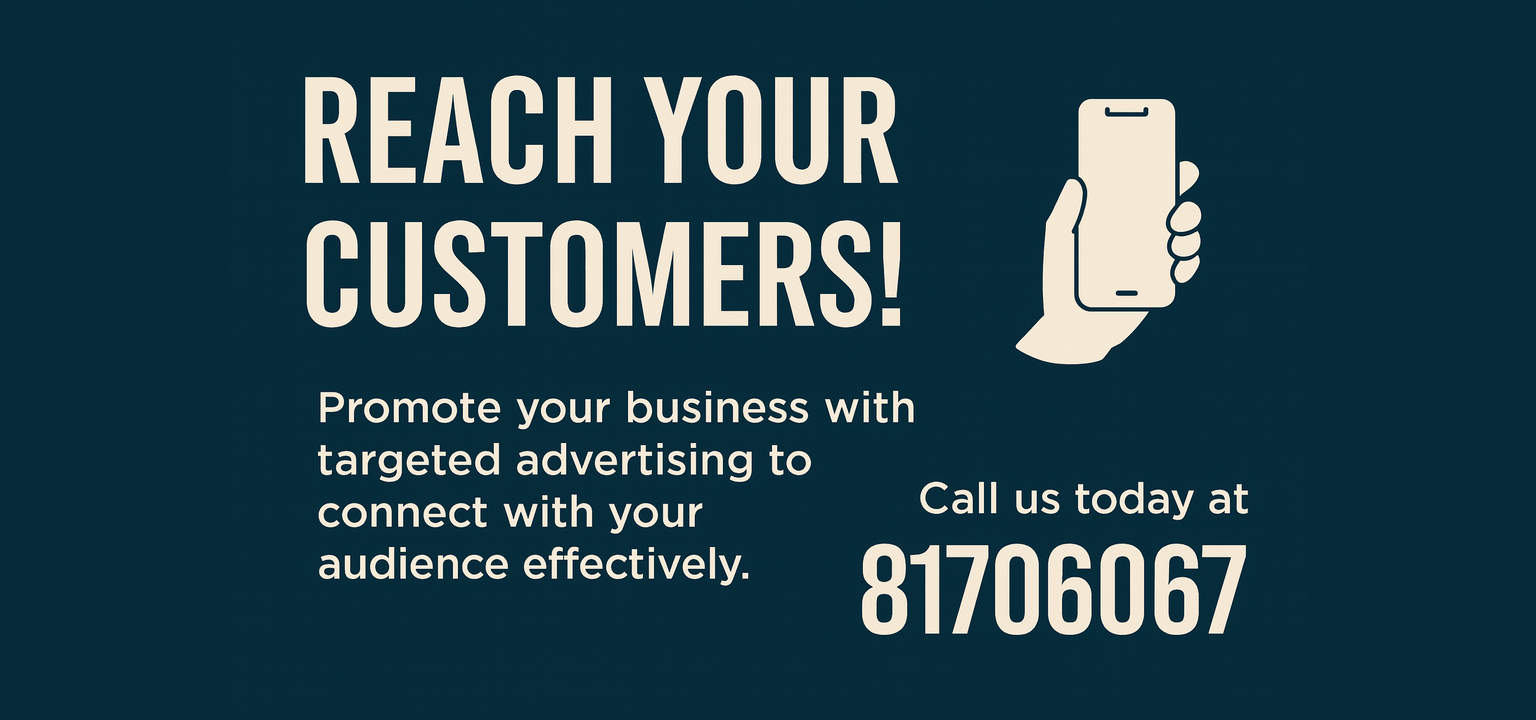 REACH YOUR
CUSTOMERS!
Promote your business with
targeted advertising to
connect with your
audience effectively.
Call us today at
81706067